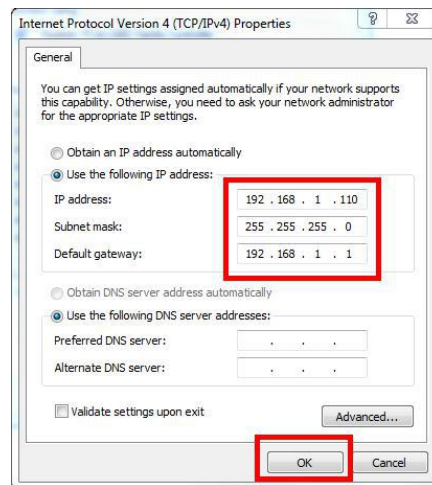 Internet Protocol Version 4 (TCP/IPv4) Properties
General
You can get IP settings assigned automatically if your network supports
this capability. Otherwise, you need to ask your network administrator
for the appropriate IP settings.
Obtain an IP address automatically
Use the following IP address:
IP address: 192 . 168 . 1 . 110
Subnet mask: 255 . 255 . 255 . 0
Default gateway: 192 . 168 . 1 . 1
Obtain DNS server address automatically
Use the following DNS server addresses:
Preferred DNS server: . . .
Alternate DNS server: . . .
Validate settings upon exit
Advanced...
OK Cancel